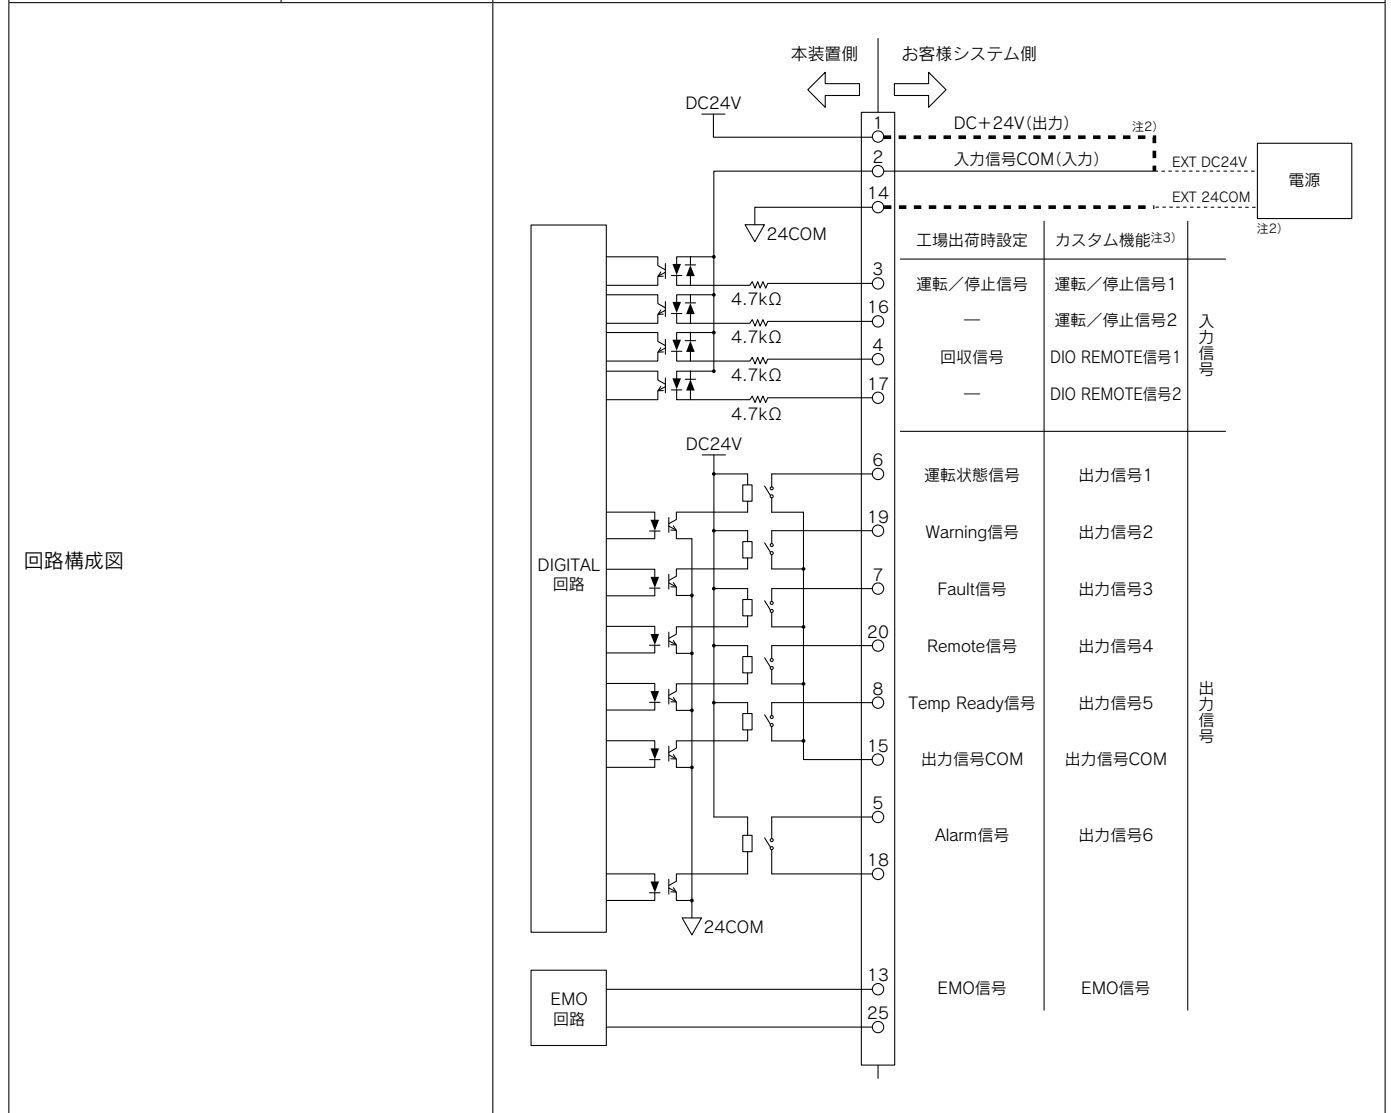 本装置側
お客様システム側
DC24V
1
DC+24V(出力)
注2)
2
入力信号COM(入力)
EXT DC24V
電源
14
EXT 24COM
注2)
24COM
工場出荷時設定
カスタム機能注3)
3
運転/停止信号
運転/停止信号1
4.7kΩ
16
—
運転/停止信号2
4.7kΩ
4
回収信号
DIO REMOTE信号1
4.7kΩ
17
—
DIO REMOTE信号2
4.7kΩ
入力信号
DC24V
6
運転状態信号
出力信号1
19
Warning信号
出力信号2
回路構成図
DIGITAL
回路
7
Fault信号
出力信号3
20
Remote信号
出力信号4
8
Temp Ready信号
出力信号5
出力信号
15
出力信号COM
出力信号COM
5
Alarm信号
出力信号6
18
24COM
EMO
回路
13
EMO信号
EMO信号
25